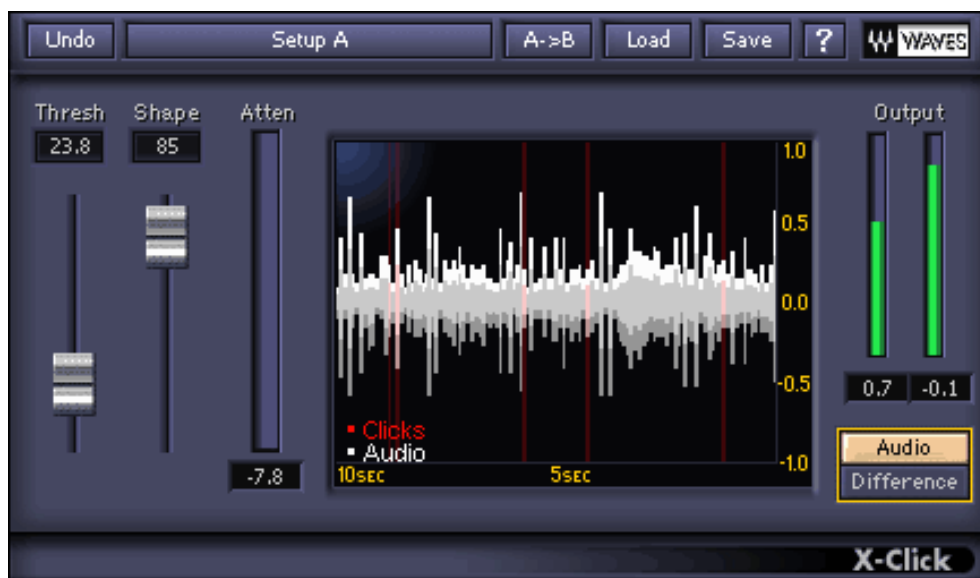 Undo Setup A A->B Load Save ? WAVES
Thresh Shape Atten Output
23.8 85
1.0
0.5
0.0
-0.5
0.7 -0.1
Clicks
Audio
-1.0
10SEC 5SEC
-7.8
Audio
Difference
X-Click